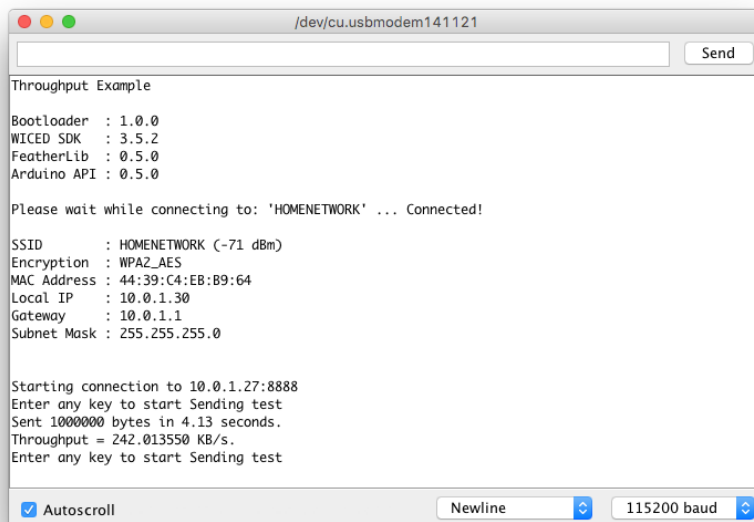 /dev/cu.usbmodem141121
Send
Throughput Example
Bootloader  : 1.0.0
WICED SDK   : 3.5.2
FeatherLib  : 0.5.0
Arduino API : 0.5.0
Please wait while connecting to: 'HOMENETWORK' ... Connected!
SSID        : HOMENETWORK (-71 dBm)
Encryption  : WPA2_AES
MAC Address : 44:39:C4:EB:B9:64
Local IP    : 10.0.1.30
Gateway     : 10.0.1.1
Subnet Mask : 255.255.255.0
Starting connection to 10.0.1.27:8888
Enter any key to start Sending test
Sent 1000000 bytes in 4.13 seconds.
Throughput = 242.013550 KB/s.
Enter any key to start Sending test
Autoscroll Newline 115200 baud